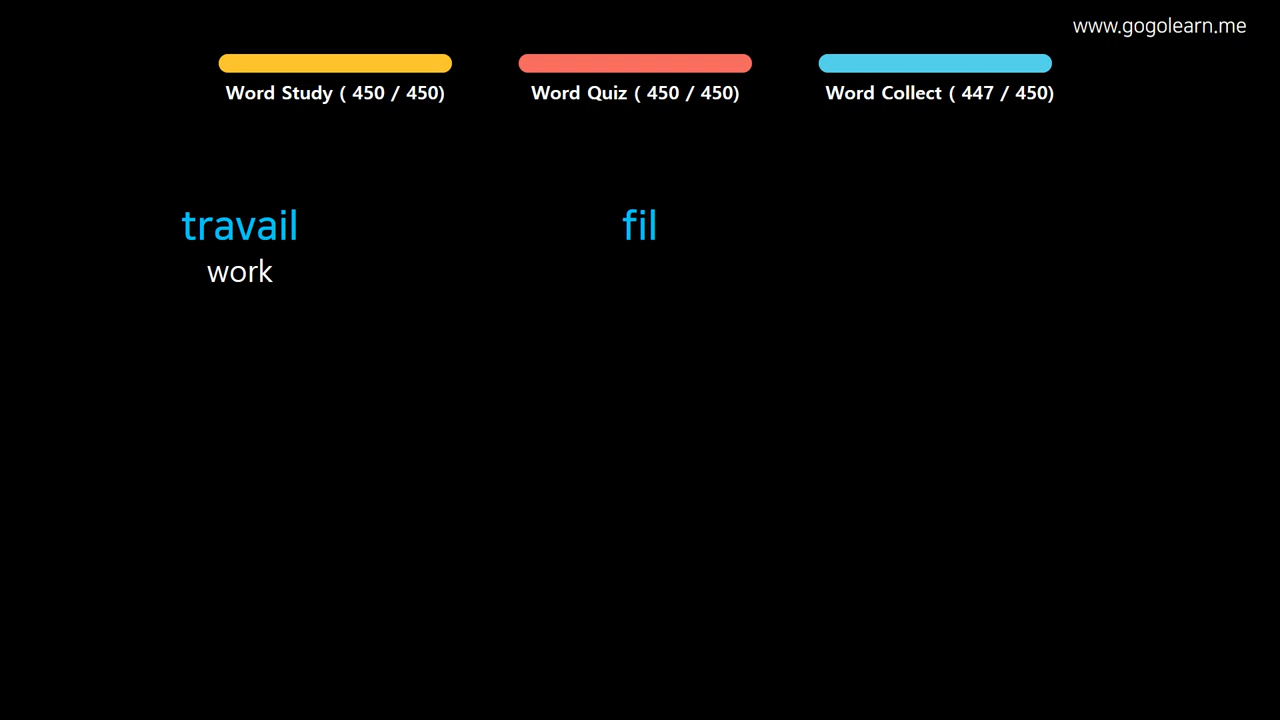 www.gogolearn.me
Word Study ( 450 / 450)
Word Quiz ( 450 / 450)
Word Collect ( 447 / 450)
travail
fil
work